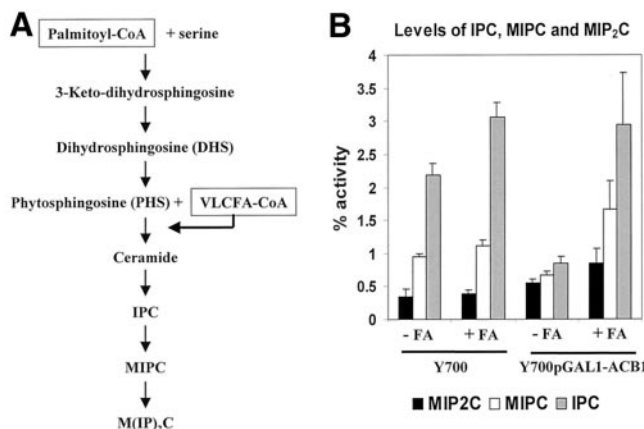 A
Palmitoyl-CoA + serine
3-Keto-dihydrosphingosine
Dihydrosphingosine (DHS)
Phytosphingosine (PHS) + VLCFA-CoA
Ceramide
IPC
MIPC
M(IP)₂C
B
Levels of IPC, MIPC and MIP₂C
% activity
4
3.5
3
2.5
2
1.5
1
0.5
0
- FA + FA - FA + FA
Y700 Y700pGAL1-ACB1
MIP2C MIPC IPC